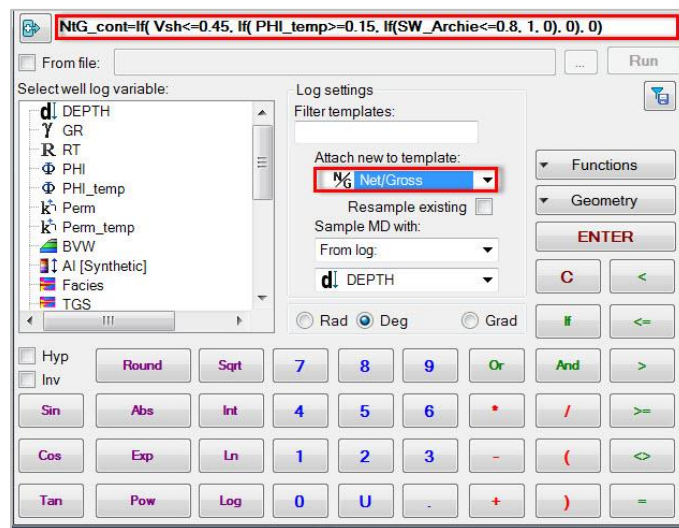 NtG_cont=If( Vsh<=0.45, If( PHI_temp>=0.15, If(SW_Archie<=0.8, 1, 0), 0), 0)
From file:
...
Run
Select well log variable:
Log settings
DEPTH
GR
RT
PHI
PHI_temp
Perm
Perm_temp
BVW
AI [Synthetic]
Facies
TGS
Filter templates:
Attach new to template:
N/G Net/Gross
Resample existing
Sample MD with:
From log:
DEPTH
Rad Deg Grad
Functions
Geometry
ENTER
C <
If <=
Hyp
Inv
Round Sqrt 7 8 9 Or And >
Sin Abs Int 4 5 6 * / >=
Cos Exp Ln 1 2 3 - ( <>
Tan Pow Log 0 U . + ) =